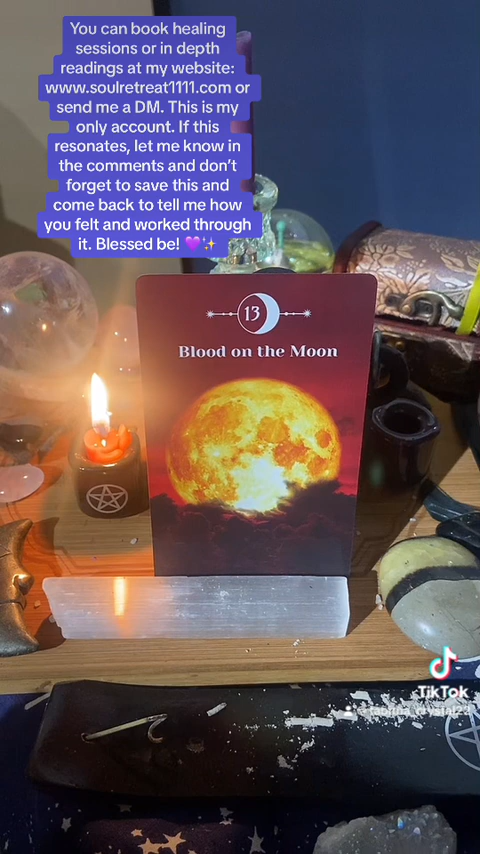 You can book healing
sessions or in depth
readings at my website:
www.soulretreat1111.com or
send me a DM. This is my
only account. If this
resonates, let me know in
the comments and don't
forget to save this and
come back to tell me how
you felt and worked through
it. Blessed be! 💜✨
13
Blood on the Moon
TikTok